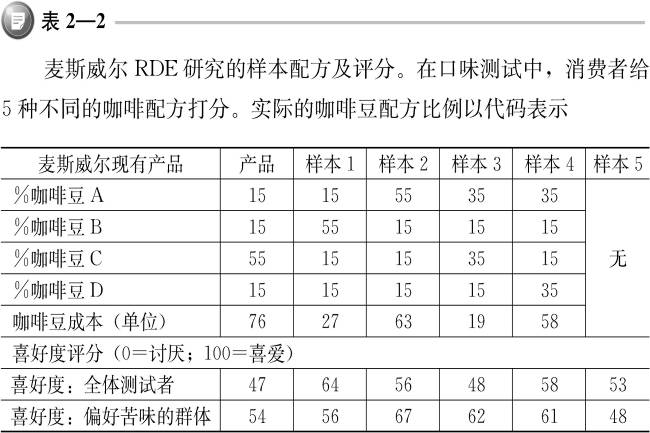 表 2—2
麦斯威尔 RDE 研究的样本配方及评分。在口味测试中，消费者给
5 种不同的咖啡配方打分。实际的咖啡豆配方比例以代码表示
麦斯威尔现有产品 产品 样本 1 样本 2 样本 3 样本 4 样本 5
%咖啡豆 A 15 15 55 35 35
%咖啡豆 B 15 55 15 15 15
%咖啡豆 C 55 15 15 35 15 无
%咖啡豆 D 15 15 15 15 35
咖啡豆成本（单位） 76 27 63 19 58
喜好度评分（0＝讨厌；100＝喜爱）
喜好度：全体测试者 47 64 56 48 58 53
喜好度：偏好苦味的群体 54 56 67 62 61 48